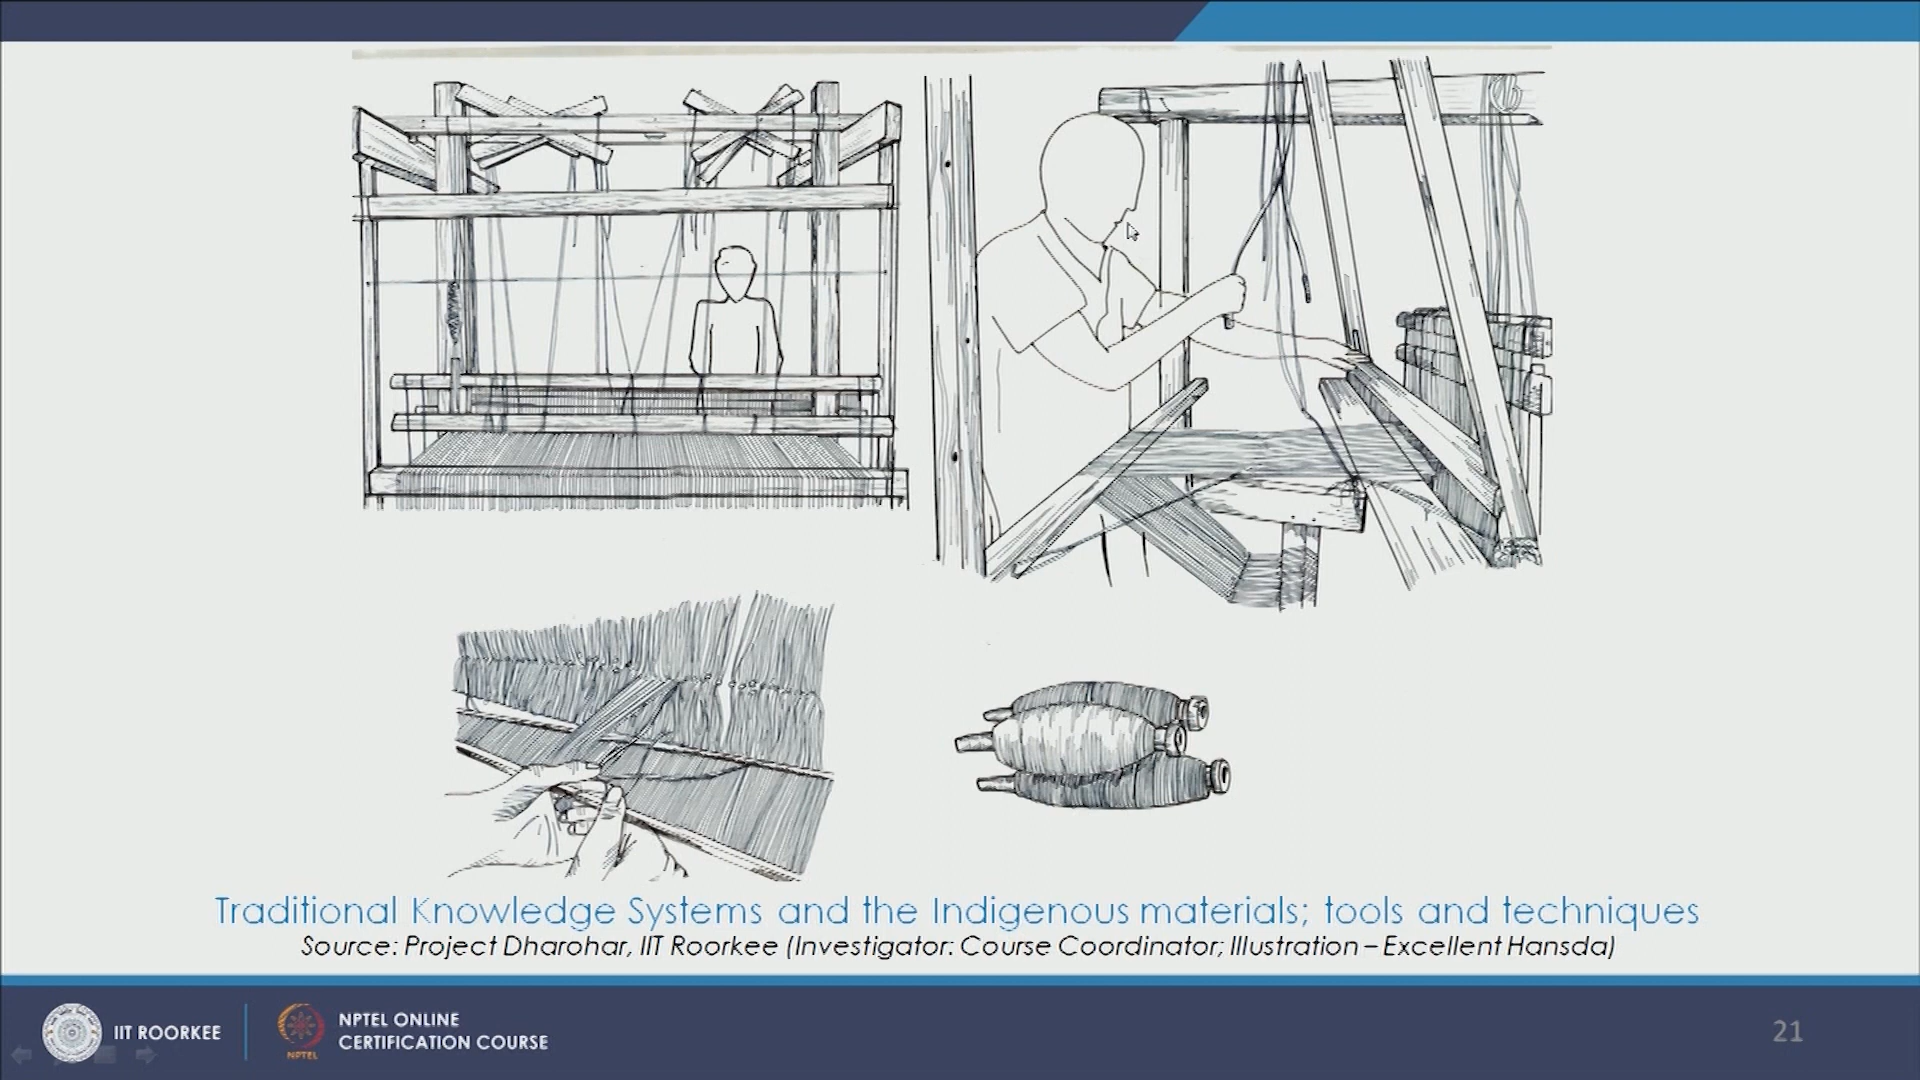 Traditional Knowledge Systems and the Indigenous materials; tools and techniques
Source: Project Dharohar, IIT Roorkee (Investigator: Course Coordinator; Illustration – Excellent Hansda)
IIT ROORKEE
NPTEL
NPTEL ONLINE
CERTIFICATION COURSE
21